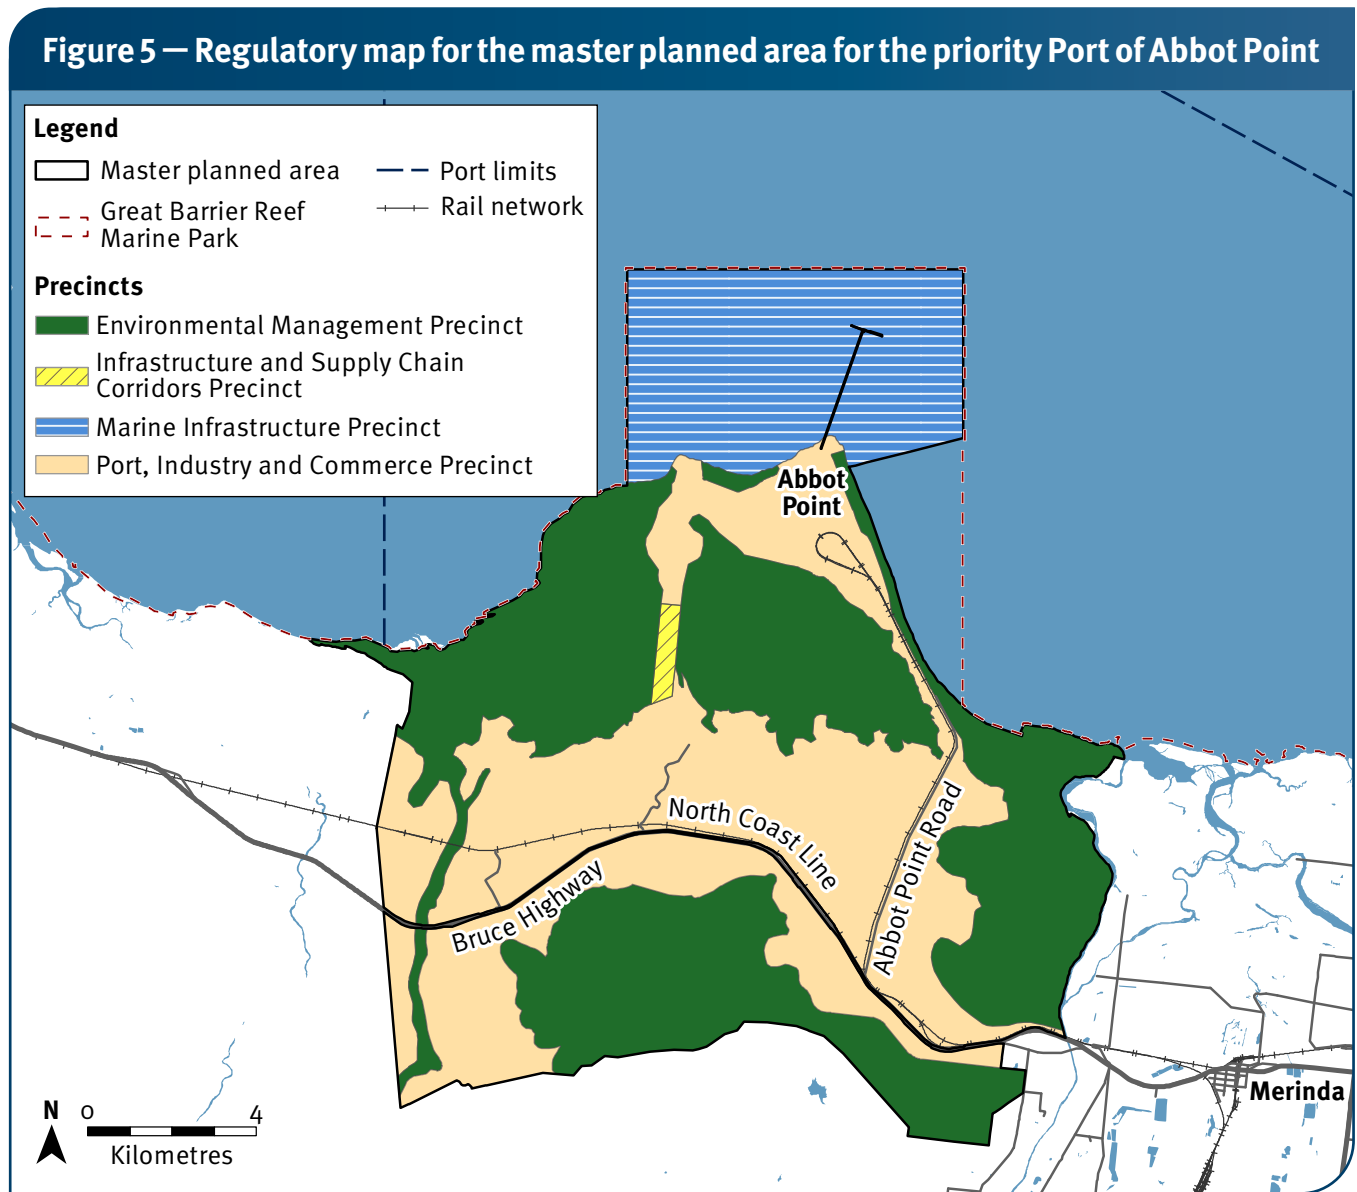 Figure 5 — Regulatory map for the master planned area for the priority Port of Abbot Point
Legend
Master planned area
Great Barrier Reef
Marine Park
Port limits
Rail network
Precincts
Environmental Management Precinct
Infrastructure and Supply Chain
Corridors Precinct
Marine Infrastructure Precinct
Port, Industry and Commerce Precinct
Abbot
Point
North Coast Line
Abbot Point Road
Bruce Highway
Merinda
N
0 4
Kilometres